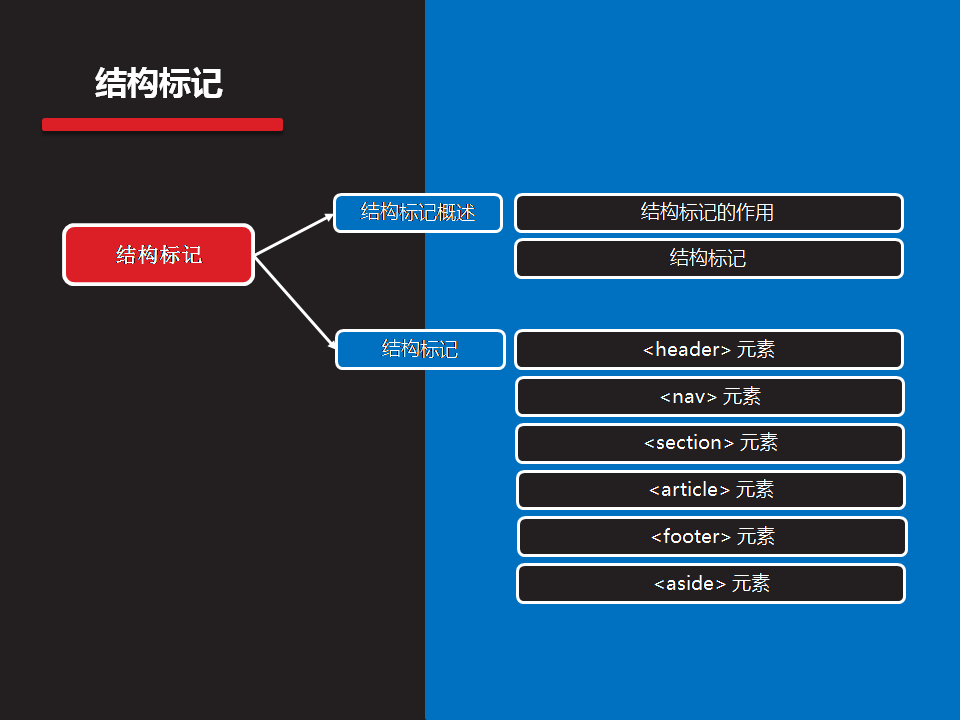 结构标记
结构标记
结构标记概述
结构标记的作用
结构标记
结构标记
<header> 元素
<nav> 元素
<section> 元素
<article> 元素
<footer> 元素
<aside> 元素